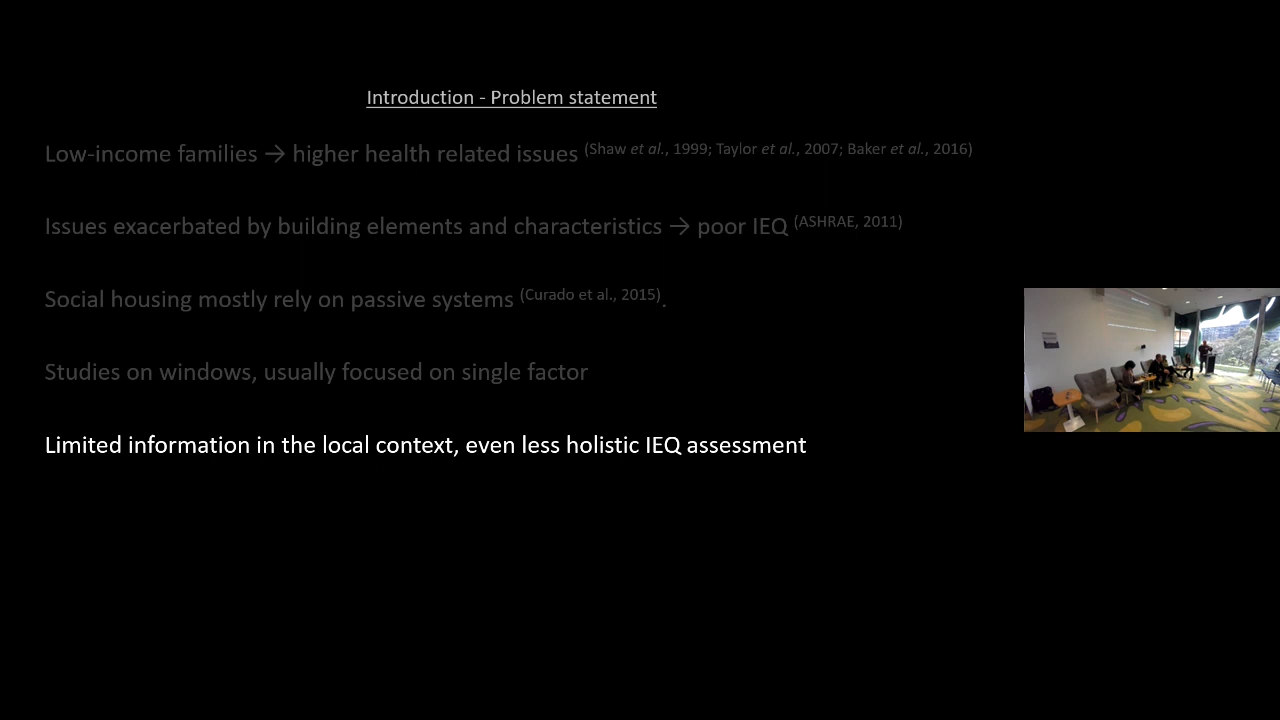 Introduction - Problem statement
Low-income families → higher health related issues (Shaw et al., 1999; Taylor et al., 2007; Baker et al., 2016)
Issues exacerbated by building elements and characteristics → poor IEQ (ASHRAE, 2011)
Social housing mostly rely on passive systems (Curado et al., 2015).
Studies on windows, usually focused on single factor
Limited information in the local context, even less holistic IEQ assessment